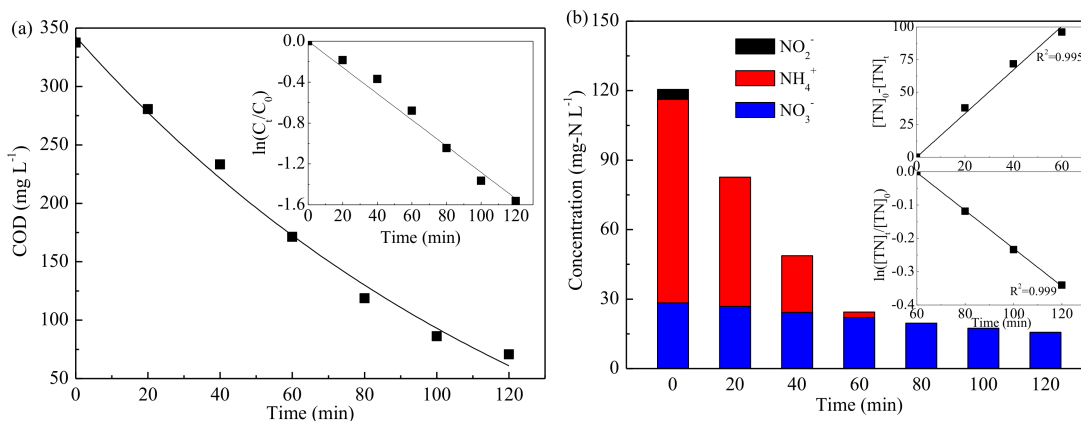 (a)
350
300
250
200
150
100
50
COD (mg L⁻¹)
0 20 40 60 80 100 120
Time (min)
0.0
-0.4
-0.8
-1.2
-1.6
ln(Cₜ/C₀)
0 20 40 60 80 100 120
Time (min)
(b)
150
120
90
60
30
0
Concentration (mg-N L⁻¹)
0 20 40 60 80 100 120
Time (min)
NO₂⁻
NH₄⁺
NO₃⁻
100
75
50
25
0
[TN]₀-[TN]ₜ
R²=0.995
0 20 40 60
-0.1
-0.2
-0.3
-0.4
ln([TN]ₜ/[TN]₀)
R²=0.999
60 80 100 120
Time (min)